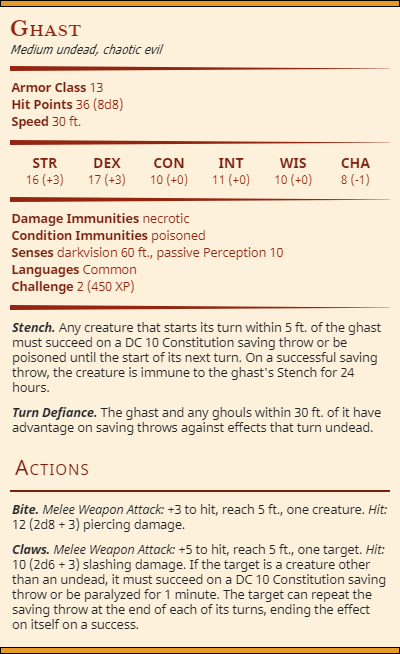 Ghast
Medium undead, chaotic evil
Armor Class 13
Hit Points 36 (8d8)
Speed 30 ft.
STR DEX CON INT WIS CHA
16 (+3) 17 (+3) 10 (+0) 11 (+0) 10 (+0) 8 (-1)
Damage Immunities necrotic
Condition Immunities poisoned
Senses darkvision 60 ft., passive Perception 10
Languages Common
Challenge 2 (450 XP)
Stench. Any creature that starts its turn within 5 ft. of the ghast
must succeed on a DC 10 Constitution saving throw or be
poisoned until the start of its next turn. On a successful saving
throw, the creature is immune to the ghast's Stench for 24
hours.
Turn Defiance. The ghast and any ghouls within 30 ft. of it have
advantage on saving throws against effects that turn undead.
Actions
Bite. Melee Weapon Attack: +3 to hit, reach 5 ft., one creature. Hit:
12 (2d8 + 3) piercing damage.
Claws. Melee Weapon Attack: +5 to hit, reach 5 ft., one target. Hit:
10 (2d6 + 3) slashing damage. If the target is a creature other
than an undead, it must succeed on a DC 10 Constitution saving
throw or be paralyzed for 1 minute. The target can repeat the
saving throw at the end of each of its turns, ending the effect
on itself on a success.